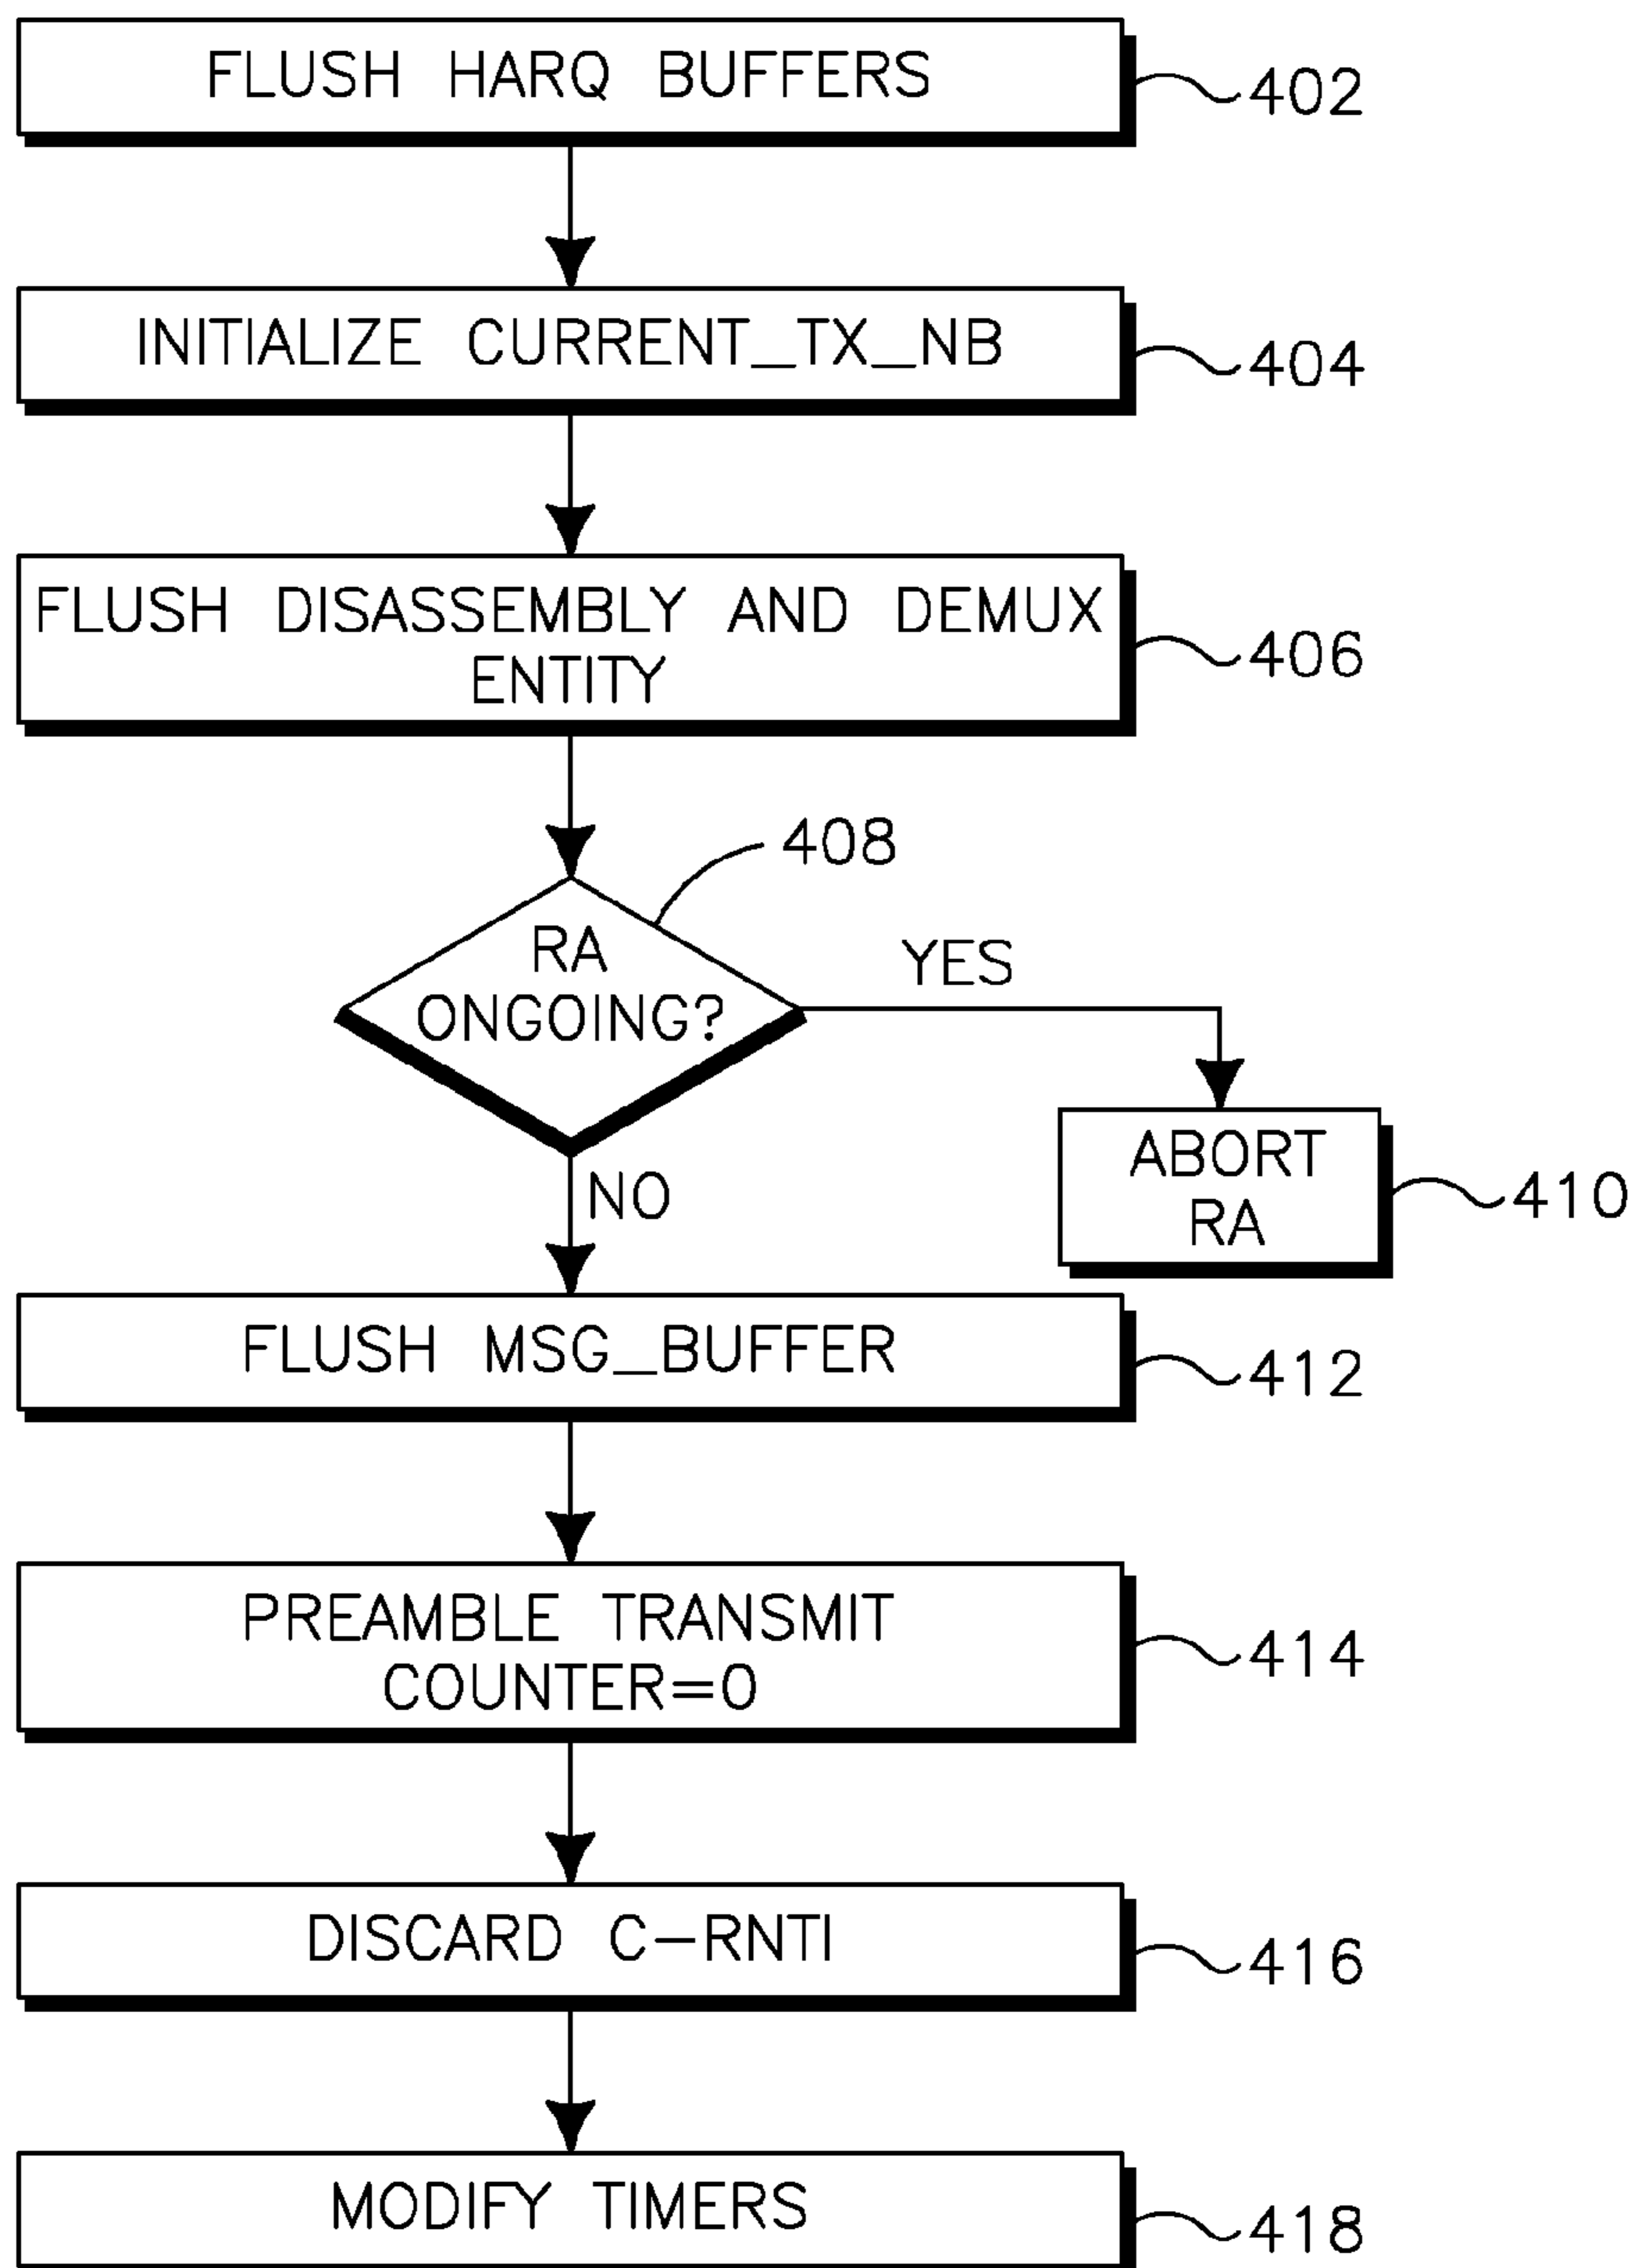 FLUSH HARQ BUFFERS
402
INITIALIZE CURRENT_TX_NB
404
FLUSH DISASSEMBLY AND DEMUX
ENTITY
406
408
RA
ONGOING?
YES
NO
ABORT
RA
410
FLUSH MSG_BUFFER
412
PREAMBLE TRANSMIT
COUNTER=0
414
DISCARD C-RNTI
416
MODIFY TIMERS
418